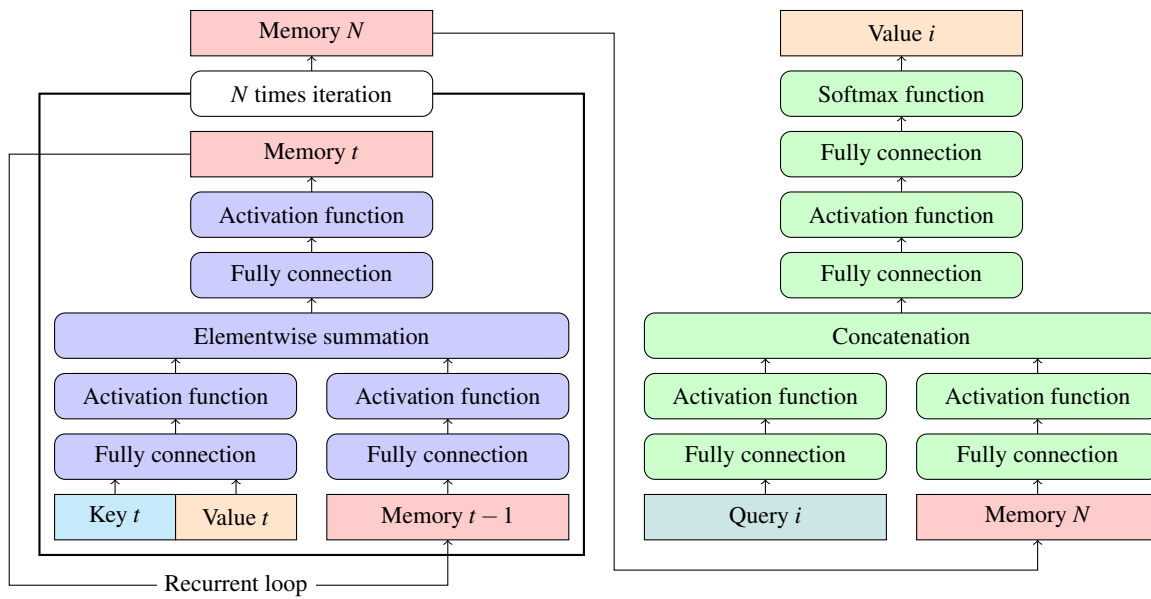 Memory N
N times iteration
Memory t
Activation function
Fully connection
Elementwise summation
Activation function
Activation function
Fully connection
Fully connection
Key t
Value t
Memory t − 1
Recurrent loop
Value i
Softmax function
Fully connection
Activation function
Fully connection
Concatenation
Activation function
Activation function
Fully connection
Fully connection
Query i
Memory N